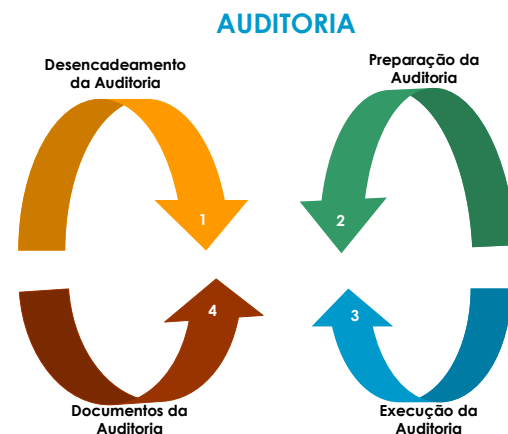 AUDITORIA
Desencadeamento
da Auditoria
1
Preparação da
Auditoria
2
3
Execução da
Auditoria
4
Documentos da
Auditoria